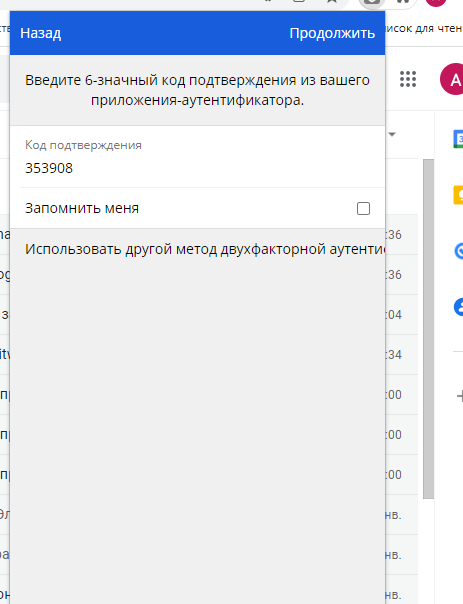 Назад
Продолжить
исок для чтен
Введите 6-значный код подтверждения из вашего
приложения-аутентификатора.
Код подтверждения
353908
Запомнить меня
Использовать другой метод двухфакторной аутенти
:36
:36
:04
:34
:00
:00
:00
нв.
нв.
нв.